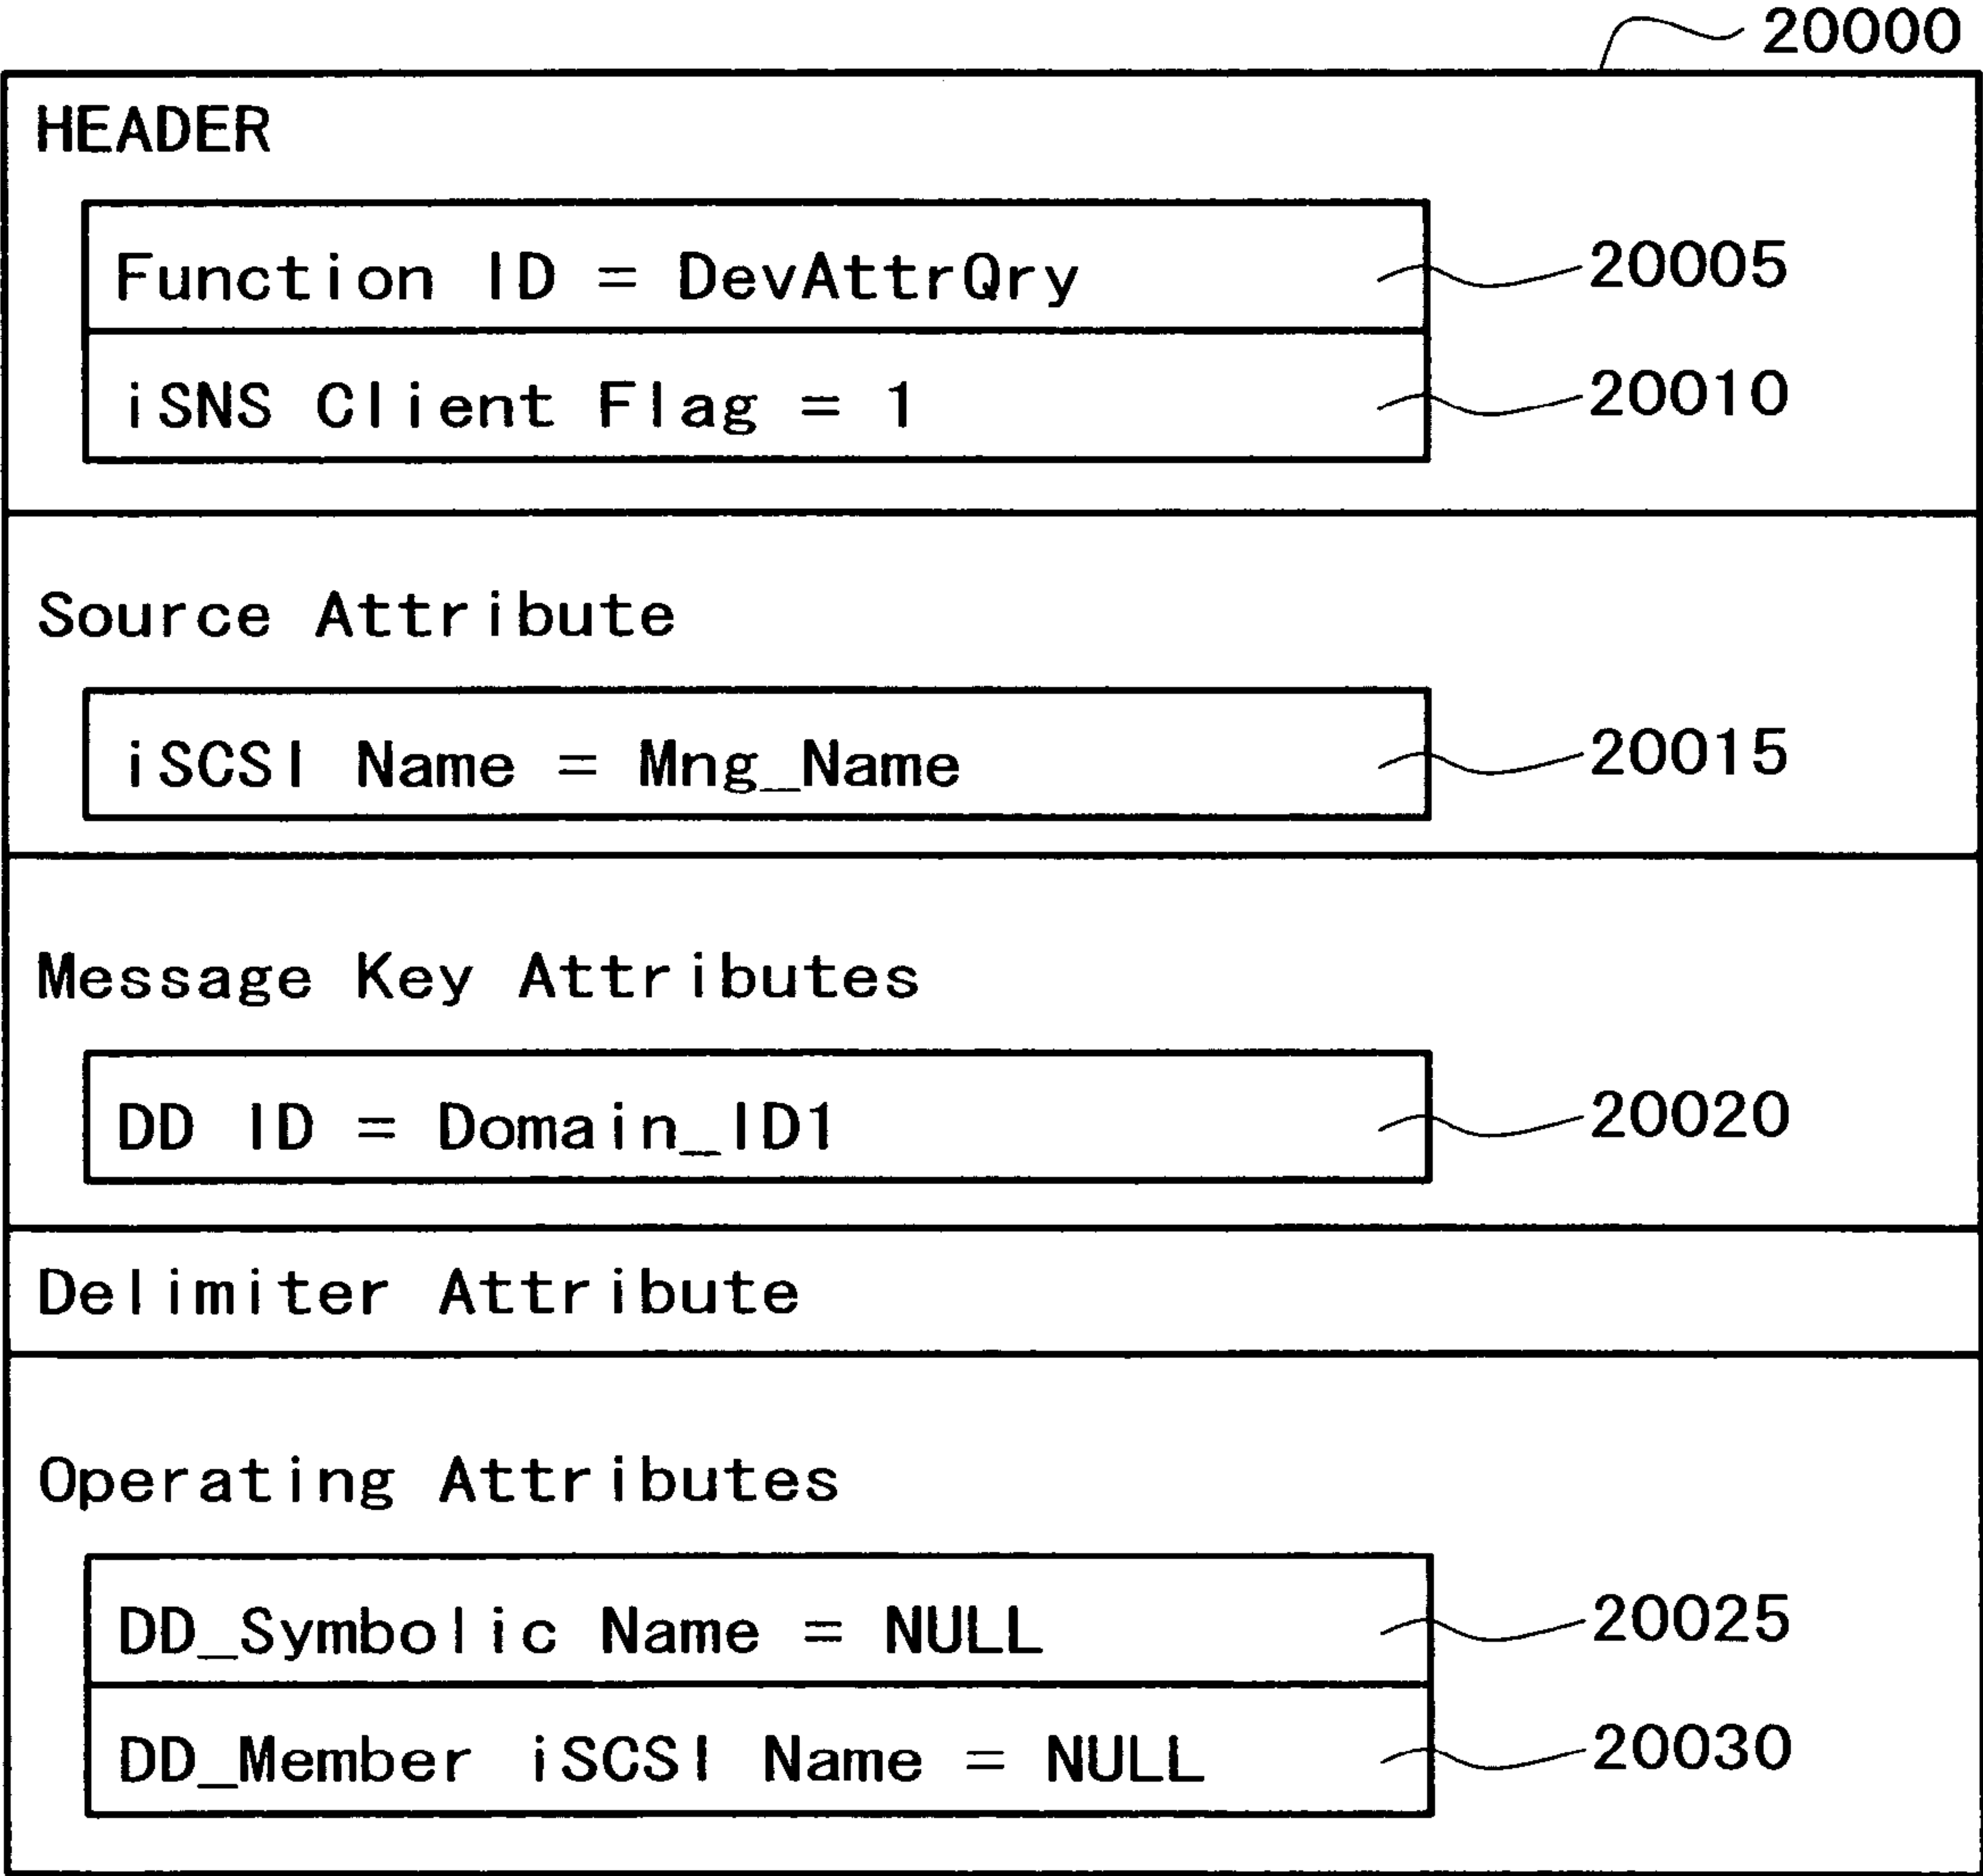 20000
HEADER
Function ID = DevAttrQry 20005
iSNS Client Flag = 1 20010
Source Attribute
iSCSI Name = Mng_Name 20015
Message Key Attributes
DD ID = Domain_ID1 20020
Delimiter Attribute
Operating Attributes
DD_Symbolic Name = NULL 20025
DD_Member iSCSI Name = NULL 20030